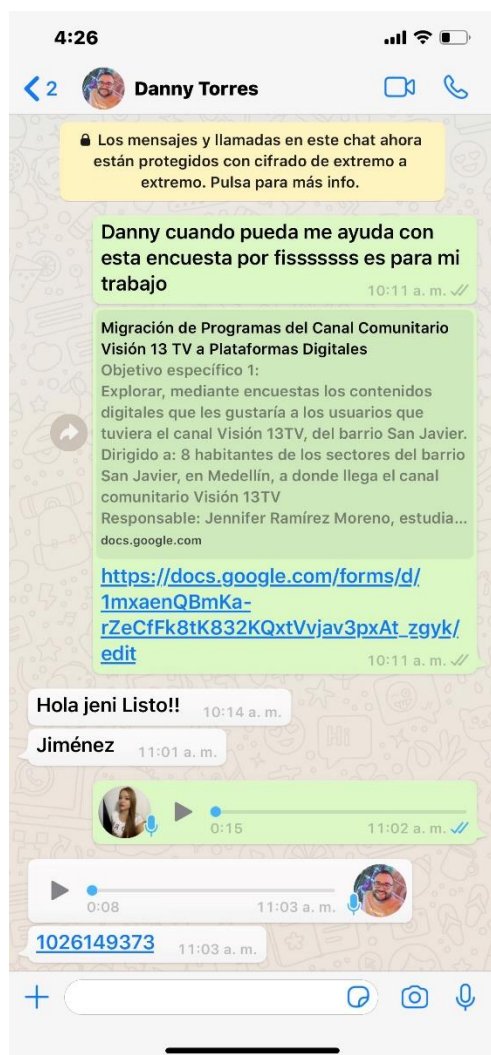 4:26
2 Danny Torres
Los mensajes y llamadas en este chat ahora
están protegidos con cifrado de extremo a
extremo. Pulsa para más info.
Danny cuando pueda me ayuda con
esta encuesta por fisssssss es para mi
trabajo
10:11 a. m.
Migración de Programas del Canal Comunitario
Visión 13 TV a Plataformas Digitales
Objetivo específico 1:
Explorar, mediante encuestas los contenidos
digitales que les gustaría a los usuarios que
tuviera el canal Visión 13TV, del barrio San Javier.
Dirigido a: 8 habitantes de los sectores del barrio
San Javier, en Medellín, a donde llega el canal
comunitario Visión 13TV
Responsable: Jennifer Ramírez Moreno, estudia...
docs.google.com
https://docs.google.com/forms/d/
1mxaenQBmKa-
rZeCfFk8tK832KQxtVvjav3pxAt_zgyk/
edit
10:11 a. m.
Hola jeni Listo!! 10:14 a. m.
Jiménez 11:01 a. m.
0:15 11:02 a. m.
0:08 11:03 a. m.
1026149373 11:03 a. m.